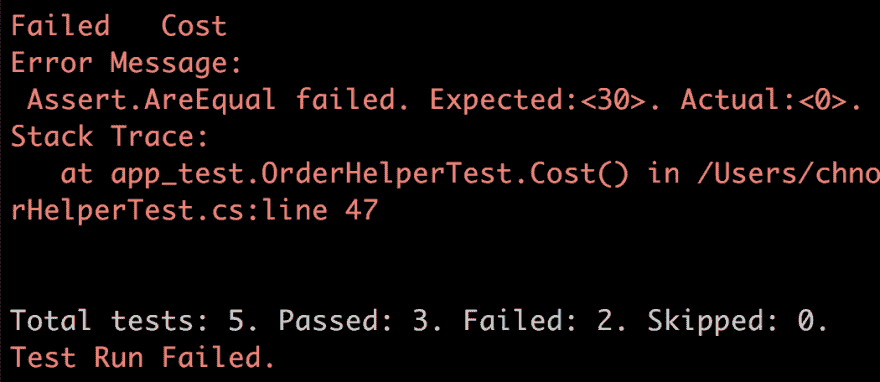 Failed   Cost
Error Message:
 Assert.AreEqual failed. Expected:<30>. Actual:<0>.
Stack Trace:
   at app_test.OrderHelperTest.Cost() in /Users/chno
rHelperTest.cs:line 47
Total tests: 5. Passed: 3. Failed: 2. Skipped: 0.
Test Run Failed.